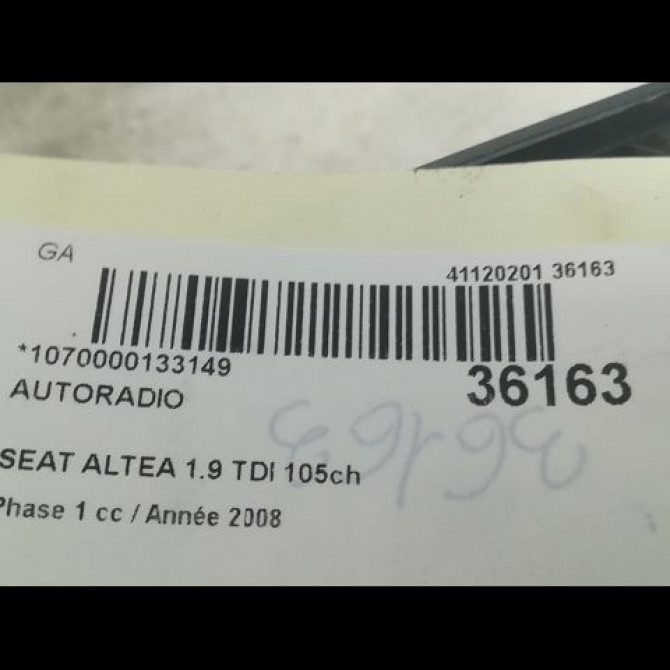 GA
41120201 36163
*1070000133149
36163
AUTORADIO
36163
SEAT ALTEA 1.9 TDI 105ch
Phase 1 cc / Année 2008